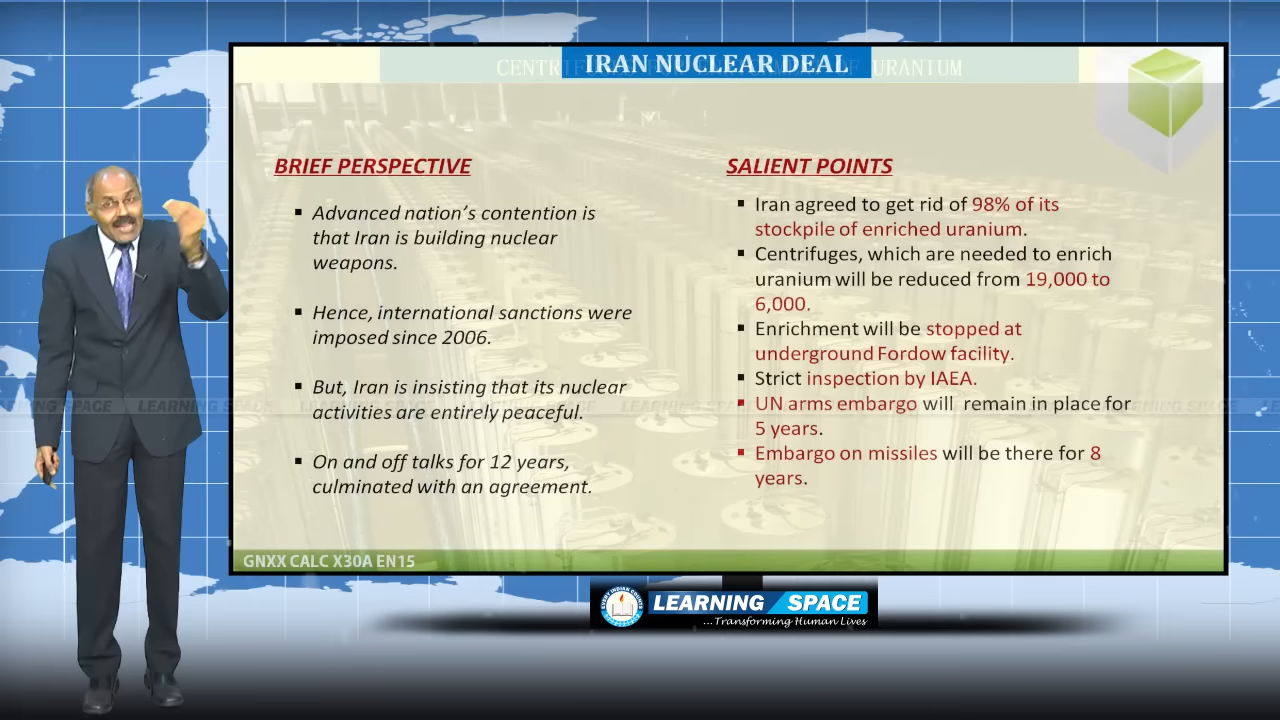 IRAN NUCLEAR DEAL
BRIEF PERSPECTIVE
▪ Advanced nation's contention is
that Iran is building nuclear
weapons.
▪ Hence, international sanctions were
imposed since 2006.
▪ But, Iran is insisting that its nuclear
activities are entirely peaceful.
▪ On and off talks for 12 years,
culminated with an agreement.
SALIENT POINTS
▪ Iran agreed to get rid of 98% of its
stockpile of enriched uranium.
▪ Centrifuges, which are needed to enrich
uranium will be reduced from 19,000 to
6,000.
▪ Enrichment will be stopped at
underground Fordow facility.
▪ Strict inspection by IAEA.
▪ UN arms embargo will remain in place for
5 years.
▪ Embargo on missiles will be there for 8
years.
LEARNING SPACE
GNXX CALC X30A EN15
LEARNING SPACE
...Transforming Human Lives